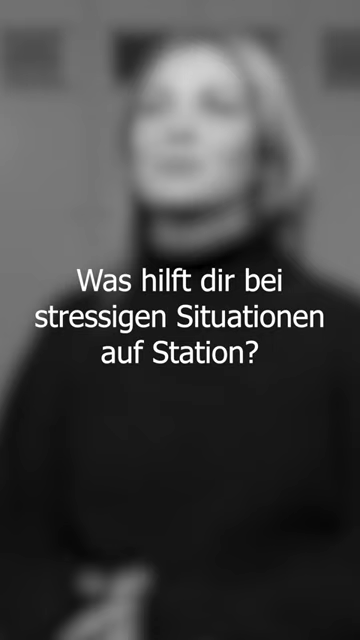 Was hilft dir bei
stressigen Situationen
auf Station?